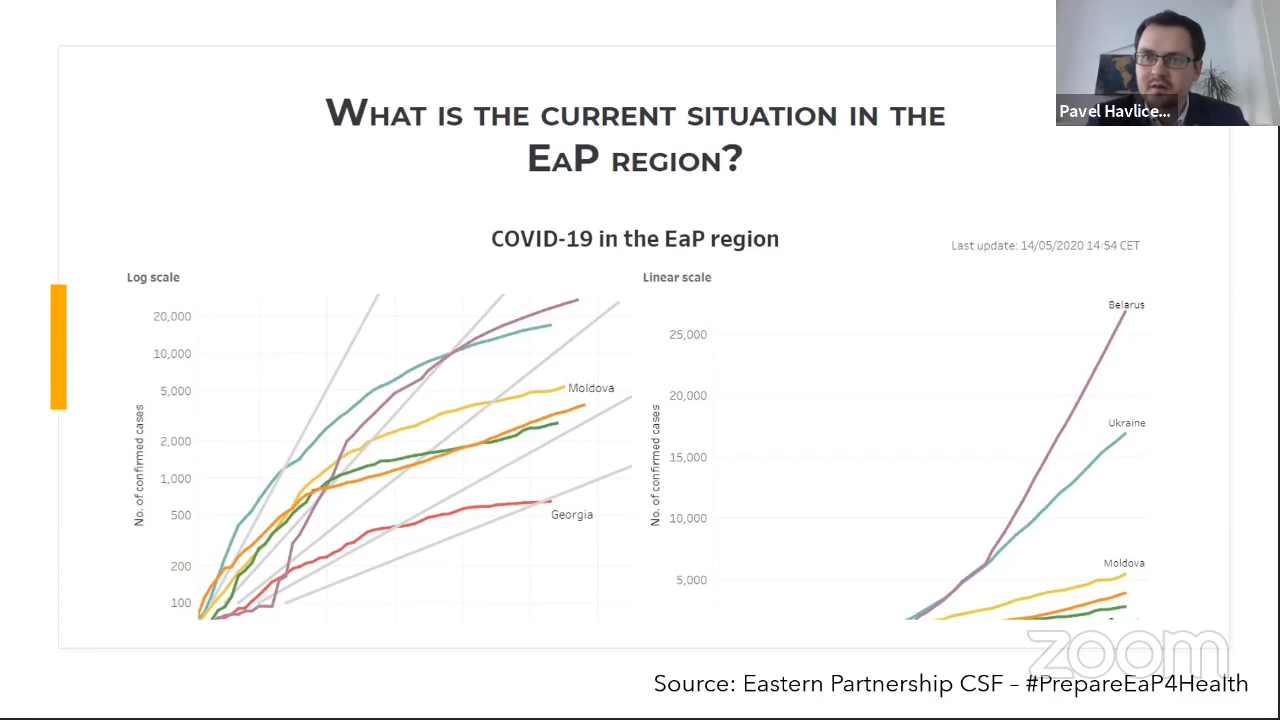 What is the current situation in the
EaP region?
Pavel Havlice...
COVID-19 in the EaP region
Last update: 14/05/2020 14:54 CET
Log scale
No. of confirmed cases
20,000
10,000
5,000
2,000
1,000
500
200
100
Moldova
Georgia
Linear scale
No. of confirmed cases
25,000
20,000
15,000
10,000
5,000
Belarus
Ukraine
Moldova
zoom
Source: Eastern Partnership CSF – #PrepareEaP4Health